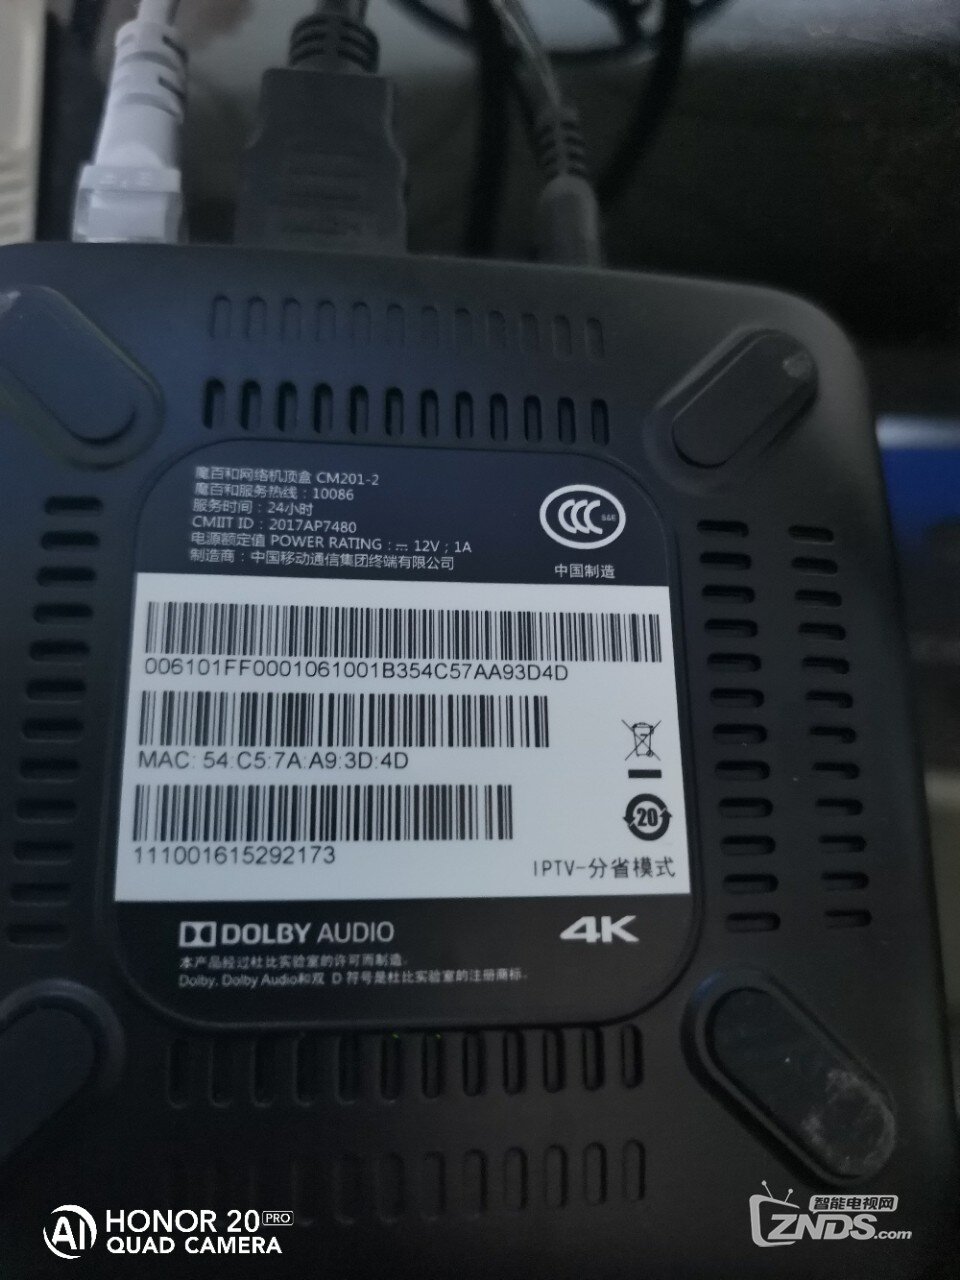 魔百和网络机顶盒 CM201-2
魔百和服务热线：10086
服务时间：24小时
CMIIT ID：2017AP7480
电源额定值 POWER RATING：⎓ 12V；1A
制造商：中国移动通信集团终端有限公司
CCC S&E
中国制造
006101FF0001061001B354C57AA93D4D
MAC: 54:C5:7A:A9:3D:4D
20
111001615292173
IPTV-分省模式
DOLBY AUDIO
4K
本产品经过杜比实验室的许可而制造.
Dolby, Dolby Audio和双 D 符号是杜比实验室的注册商标.
AI HONOR 20 PRO
QUAD CAMERA
智能电视网
ZNDS.com